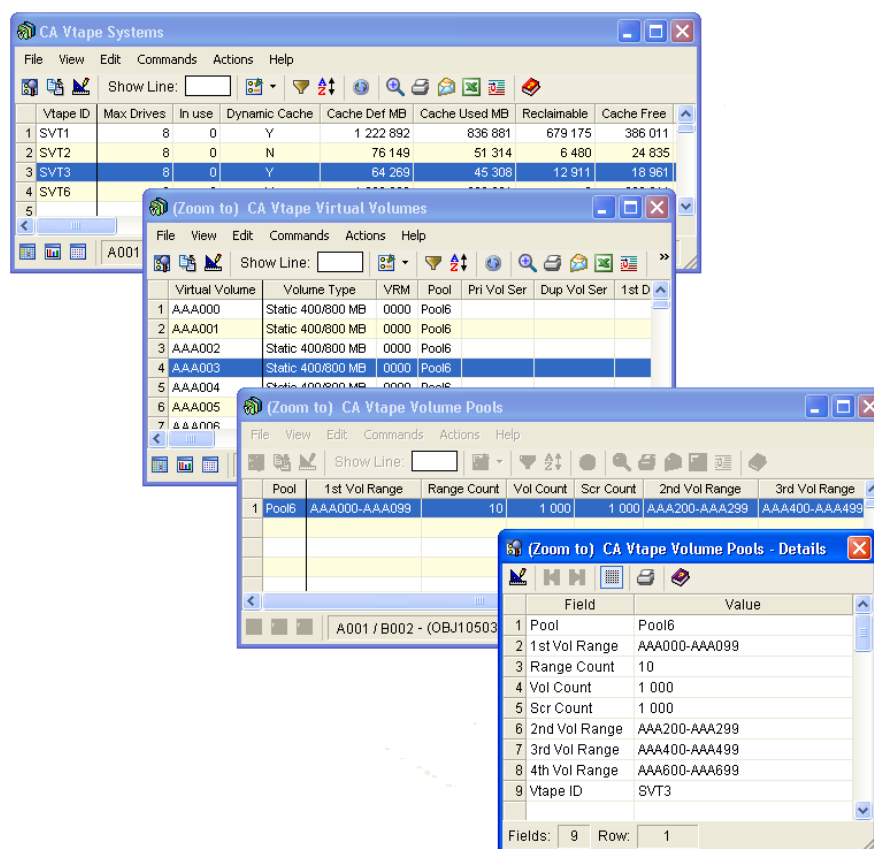 CA Vtape Systems
File View Edit Commands Actions Help
Show Line:
Vtape ID Max Drives In use Dynamic Cache Cache Def MB Cache Used MB Reclaimable Cache Free
1 SVT1 8 0 Y 1 222 892 836 881 679 175 386 011
2 SVT2 8 0 N 76 149 51 314 6 480 24 835
3 SVT3 8 0 Y 64 269 45 308 12 911 18 961
4 SVT6
5
A001
(Zoom to) CA Vtape Virtual Volumes
File View Edit Commands Actions Help
Show Line: »
Virtual Volume Volume Type VRM Pool Pri Vol Ser Dup Vol Ser 1st D
1 AAA000 Static 400/800 MB 0000 Pool6
2 AAA001 Static 400/800 MB 0000 Pool6
3 AAA002 Static 400/800 MB 0000 Pool6
4 AAA003 Static 400/800 MB 0000 Pool6
5 AAA004 Static 400/800 MB 0000 Pool6
6 AAA005
7 AAA006
(Zoom to) CA Vtape Volume Pools
File View Edit Commands Actions Help
Show Line:
Pool 1st Vol Range Range Count Vol Count Scr Count 2nd Vol Range 3rd Vol Range
1 Pool6 AAA000-AAA099 10 1 000 1 000 AAA200-AAA299 AAA400-AAA499
A001 / B002 - (OBJ10503
(Zoom to) CA Vtape Volume Pools - Details
Field Value
1 Pool Pool6
2 1st Vol Range AAA000-AAA099
3 Range Count 10
4 Vol Count 1 000
5 Scr Count 1 000
6 2nd Vol Range AAA200-AAA299
7 3rd Vol Range AAA400-AAA499
8 4th Vol Range AAA600-AAA699
9 Vtape ID SVT3
Fields: 9 Row: 1